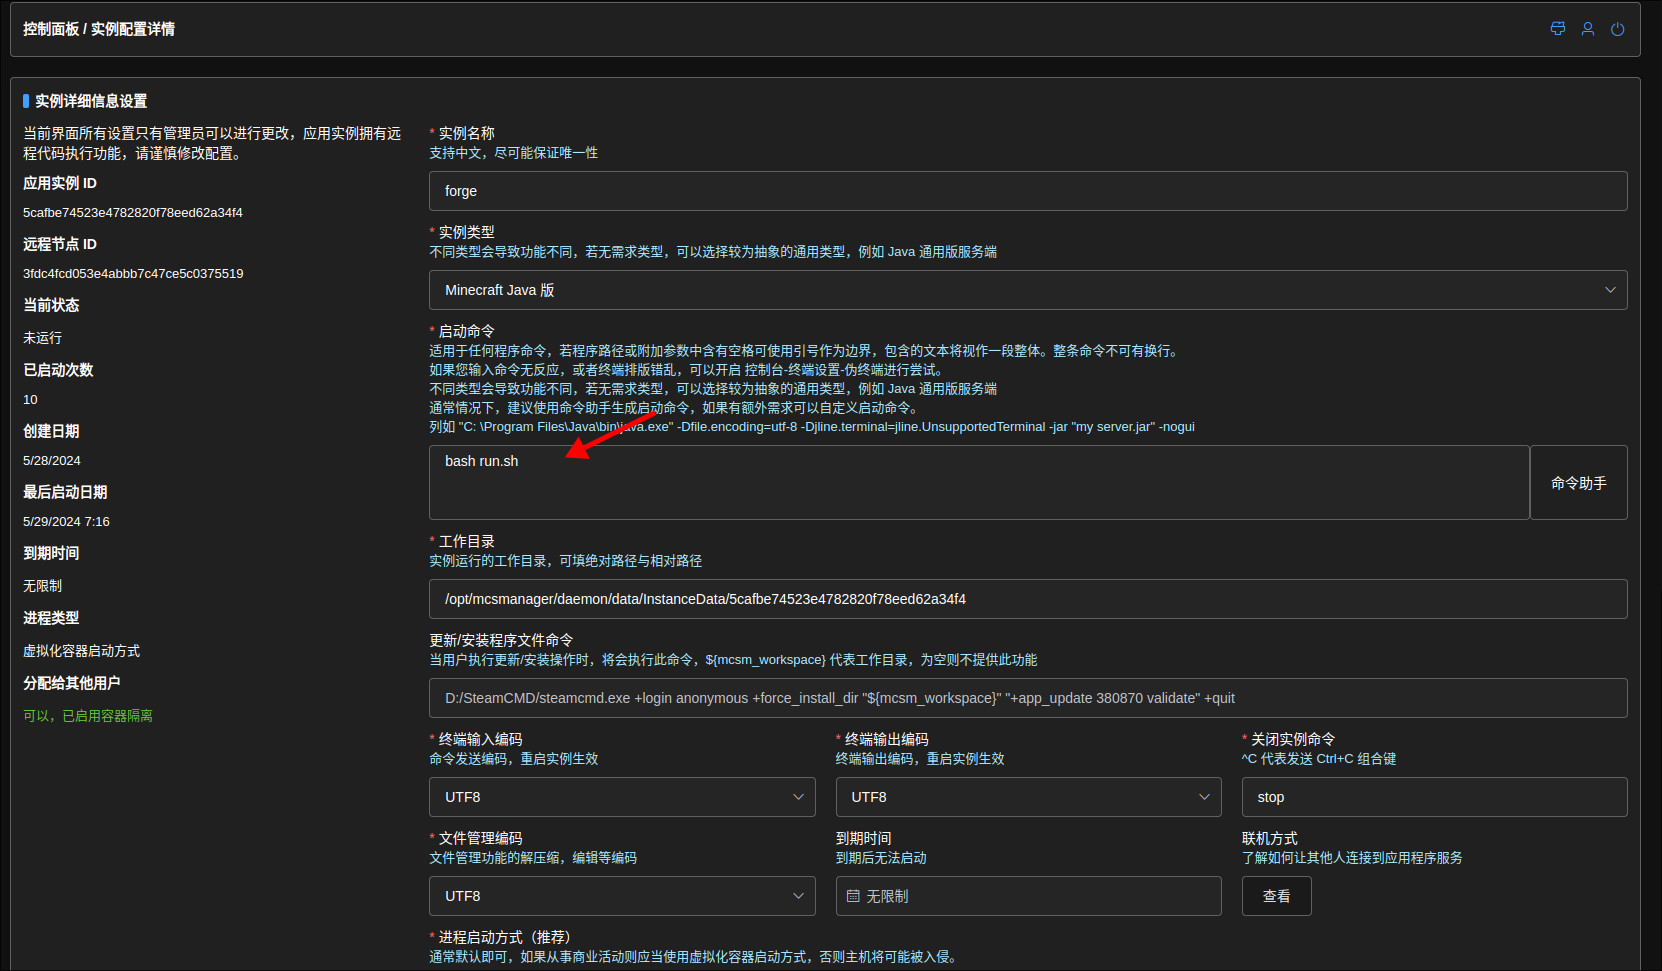 控制面板 / 实例配置详情
实例详细信息设置
当前界面所有设置只有管理员可以进行更改，应用实例拥有远
程代码执行功能，请谨慎修改配置。
应用实例 ID
5cafbe74523e4782820f78eed62a34f4
远程节点 ID
3fdc4fcd053e4abbb7c47ce5c0375519
当前状态
未运行
已启动次数
10
创建日期
5/28/2024
最后启动日期
5/29/2024 7:16
到期时间
无限制
进程类型
虚拟化容器启动方式
分配给其他用户
可以，已启用容器隔离
* 实例名称
支持中文，尽可能保证唯一性
forge
* 实例类型
不同类型会导致功能不同，若无需求类型，可以选择较为抽象的通用类型，例如 Java 通用版服务端
Minecraft Java 版
* 启动命令
适用于任何程序命令，若程序路径或附加参数中含有空格可使用引号作为边界，包含的文本将视作一段整体。整条命令不可有换行。
如果您输入命令无反应，或者终端排版错乱，可以开启 控制台-终端设置-伪终端进行尝试。
不同类型会导致功能不同，若无需求类型，可以选择较为抽象的通用类型，例如 Java 通用版服务端
通常情况下，建议使用命令助手生成启动命令，如果有额外需求可以自定义启动命令。
列如 "C: \Program Files\Java\bin\java.exe" -Dfile.encoding=utf-8 -Djline.terminal=jline.UnsupportedTerminal -jar "my server.jar" -nogui
bash run.sh
命令助手
* 工作目录
实例运行的工作目录，可填绝对路径与相对路径
/opt/mcsmanager/daemon/data/InstanceData/5cafbe74523e4782820f78eed62a34f4
更新/安装程序文件命令
当用户执行更新/安装操作时，将会执行此命令，${mcsm_workspace} 代表工作目录，为空则不提供此功能
D:/SteamCMD/steamcmd.exe +login anonymous +force_install_dir "${mcsm_workspace}" "+app_update 380870 validate" +quit
* 终端输入编码
命令发送编码，重启实例生效
UTF8
* 终端输出编码
终端输出编码，重启实例生效
UTF8
* 关闭实例命令
^C 代表发送 Ctrl+C 组合键
stop
* 文件管理编码
文件管理功能的解压缩，编辑等编码
UTF8
到期时间
到期后无法启动
无限制
联机方式
了解如何让其他人连接到应用程序服务
查看
* 进程启动方式（推荐）
通常默认即可，如果从事商业活动则应当使用虚拟化容器启动方式，否则主机将可能被入侵。